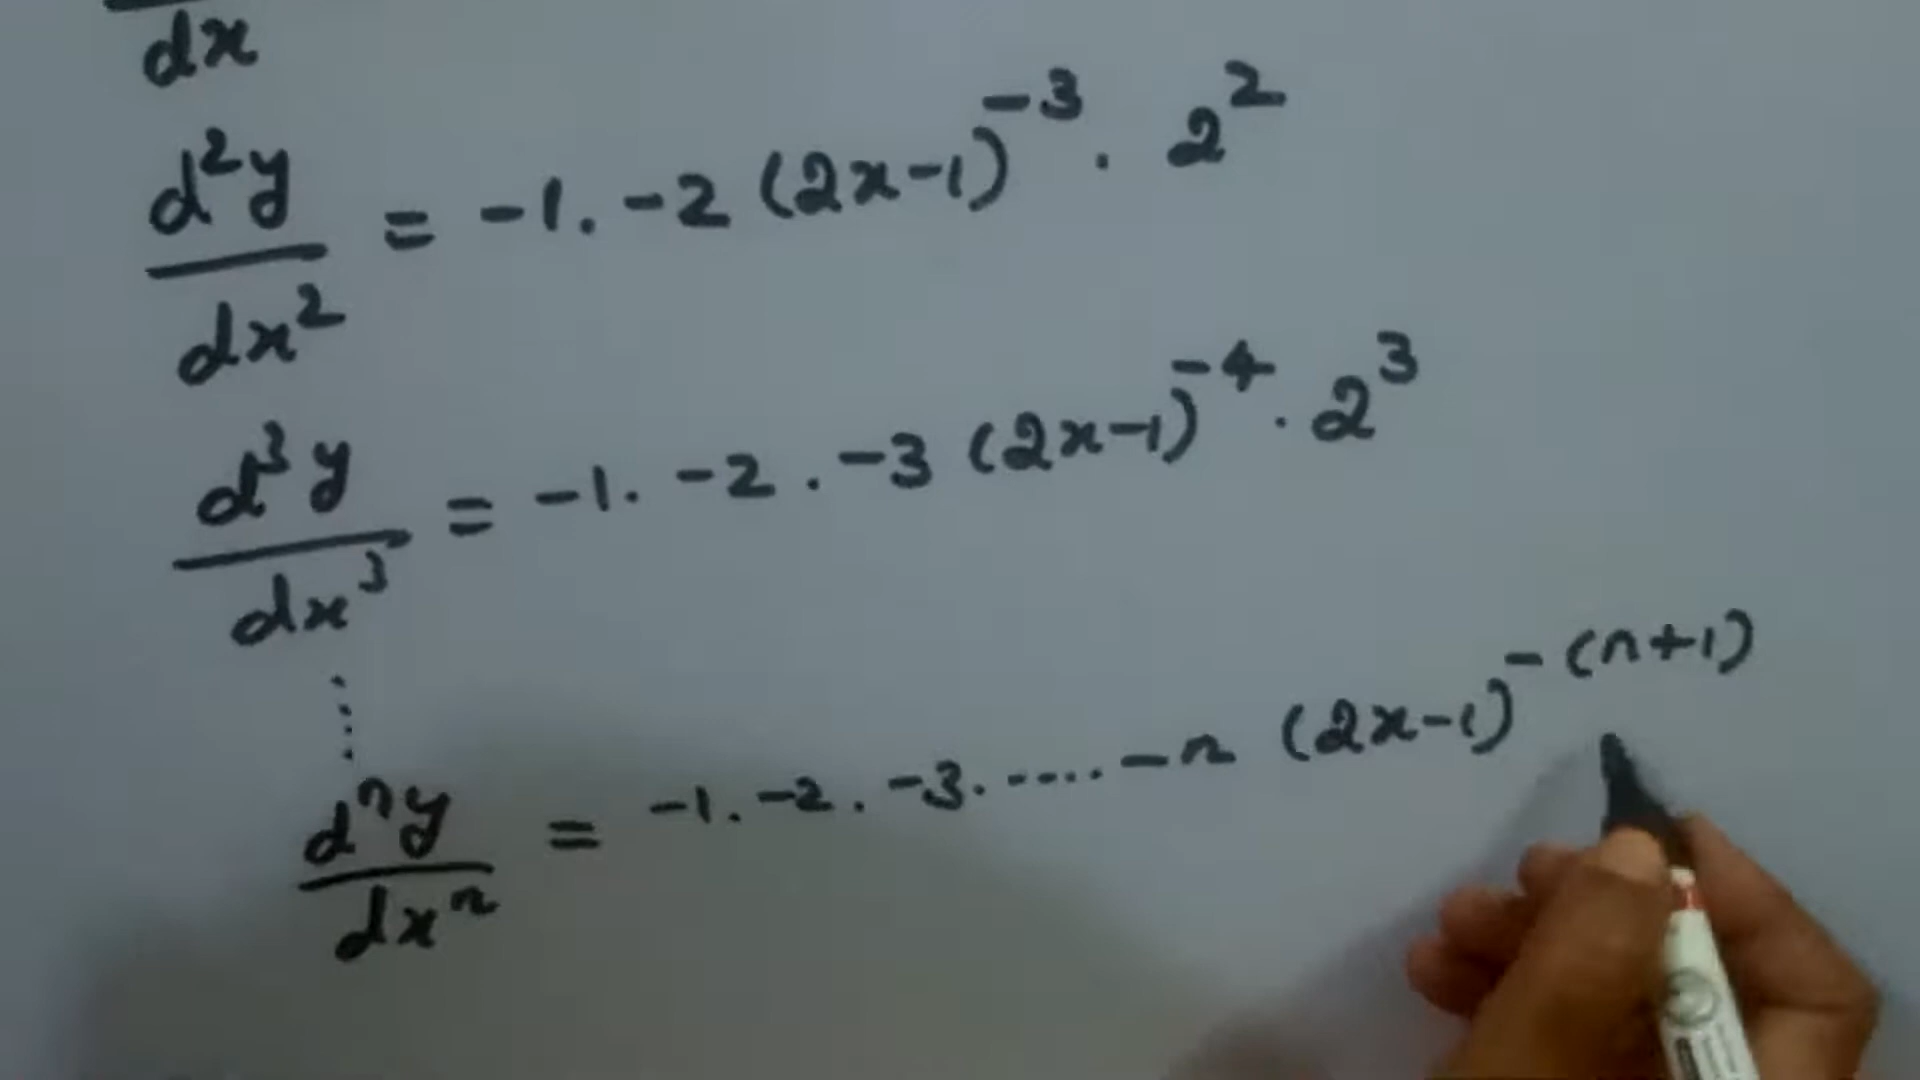 dx
d²y
dx²
= -1 . -2 (2x-1)⁻³ . 2²
d³y
dx³
= -1 . -2 . -3 (2x-1)⁻⁴ . 2³
⋮
dⁿy
dxⁿ
= -1 . -2 . -3 . ..... -n (2x-1)⁻⁽ⁿ⁺¹⁾